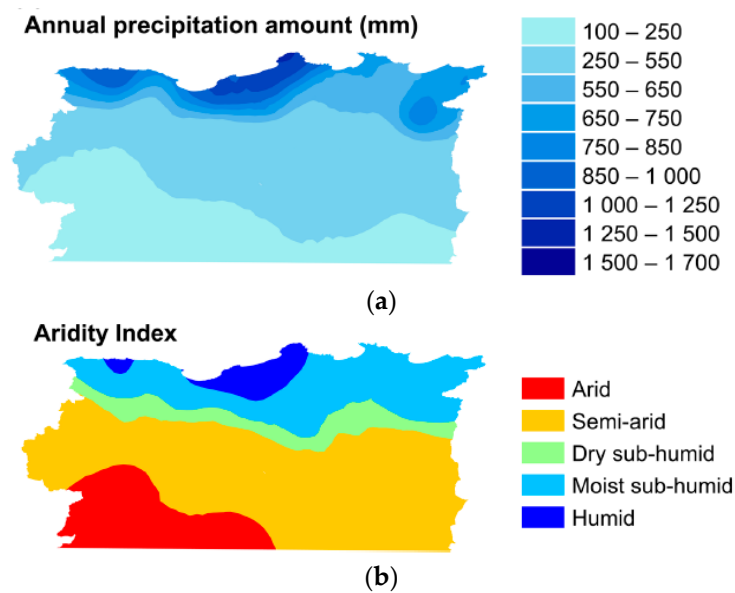 Annual precipitation amount (mm)
100 – 250
250 – 550
550 – 650
650 – 750
750 – 850
850 – 1 000
1 000 – 1 250
1 250 – 1 500
1 500 – 1 700
(a)
Aridity Index
Arid
Semi-arid
Dry sub-humid
Moist sub-humid
Humid
(b)